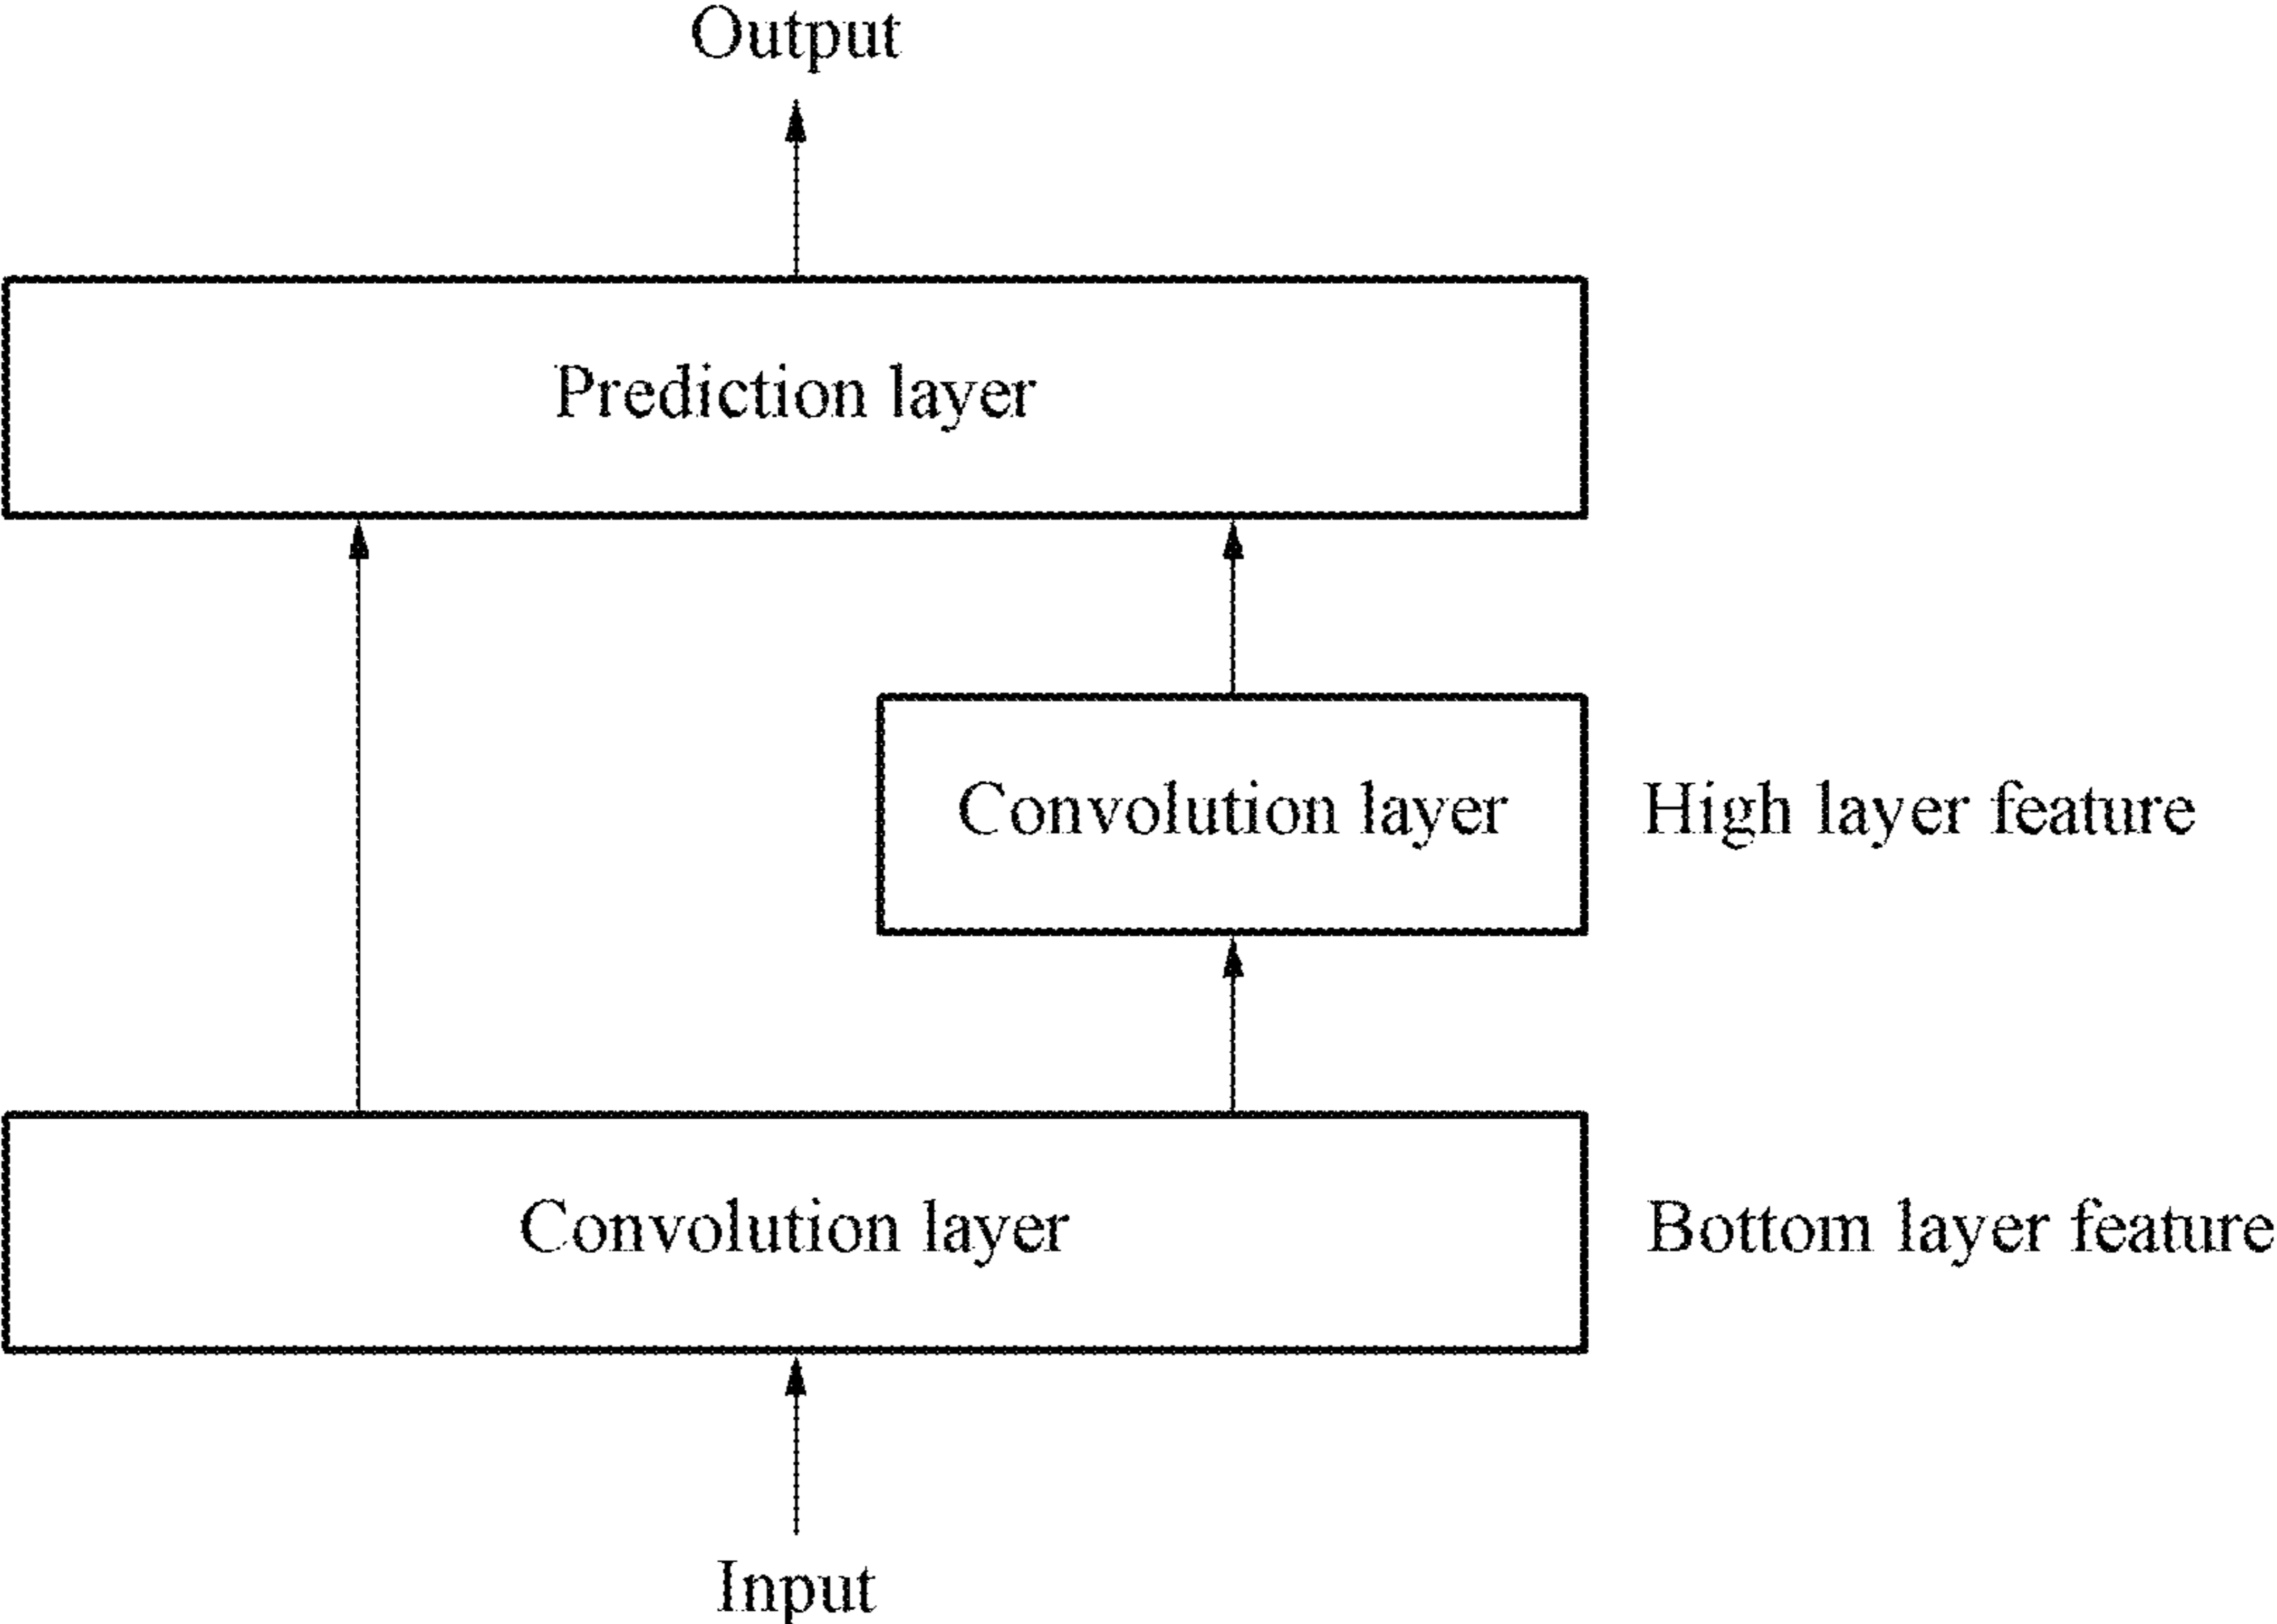 Output
Prediction layer
Convolution layer
High layer feature
Convolution layer
Bottom layer feature
Input